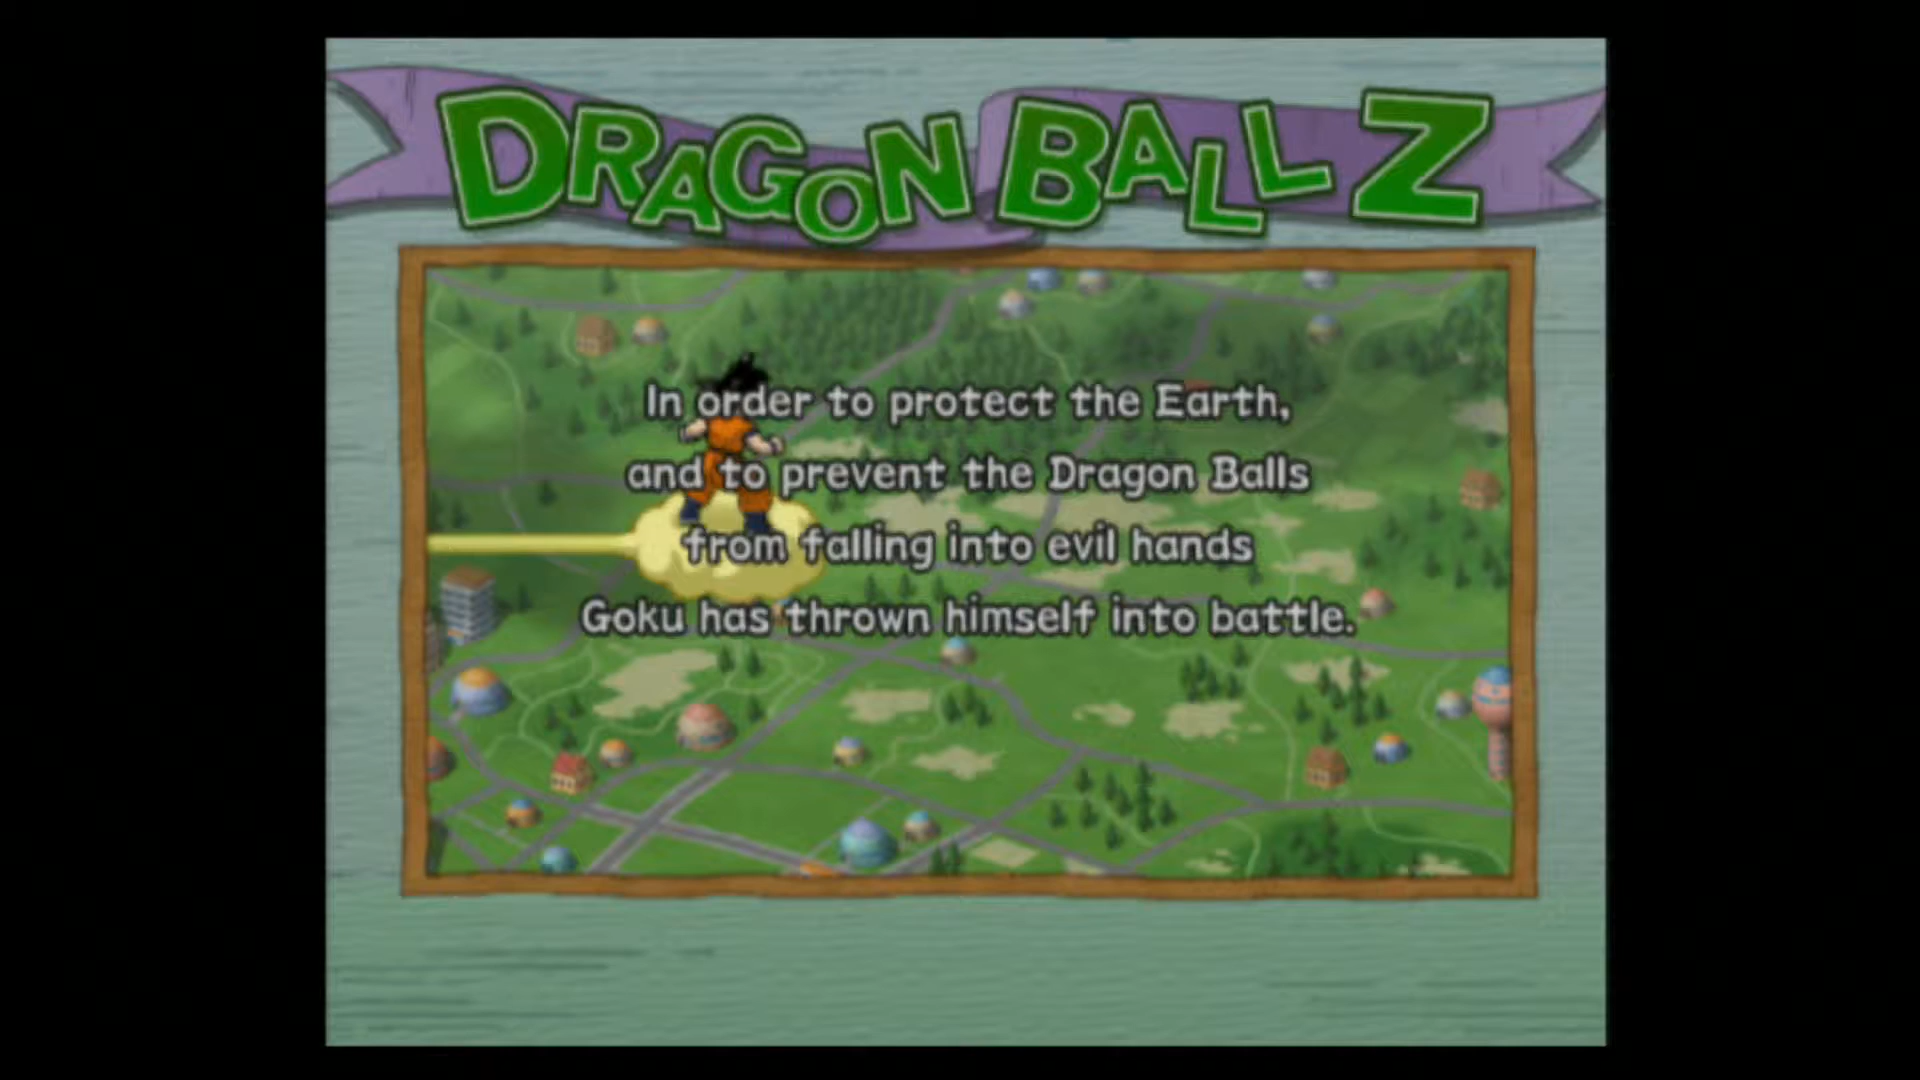 DRAGON BALL Z
In order to protect the Earth,
and to prevent the Dragon Balls
from falling into evil hands
Goku has thrown himself into battle.